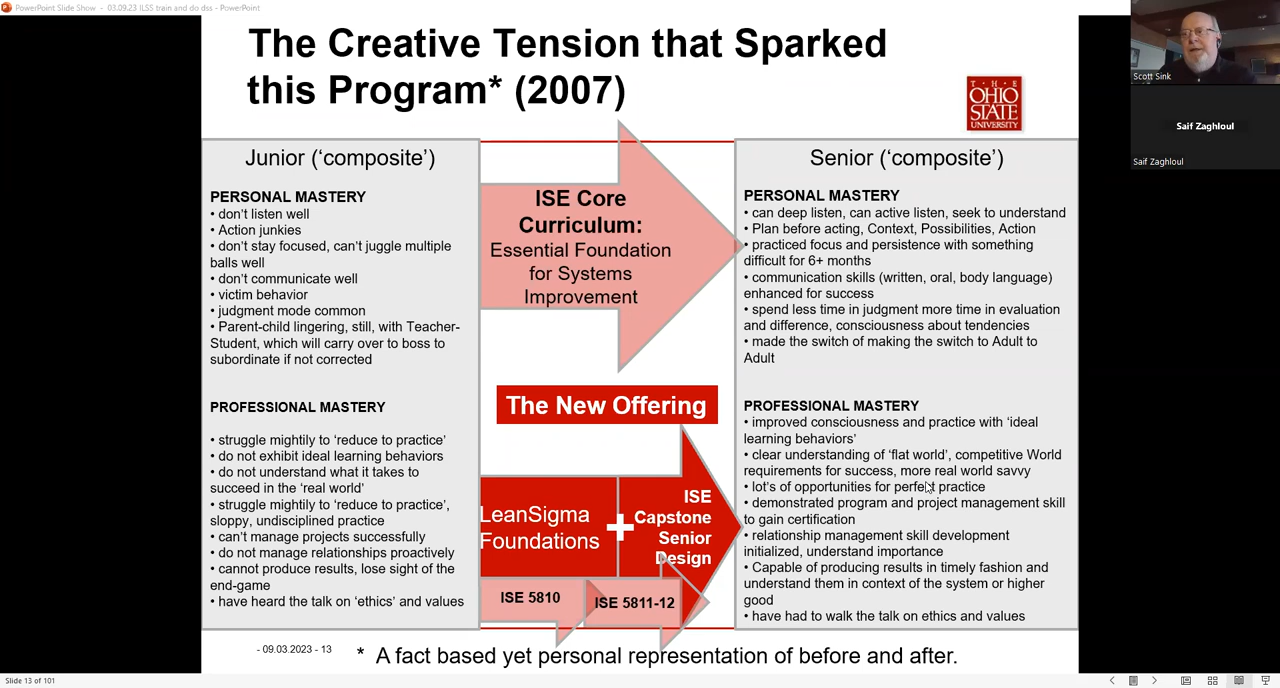 PowerPoint Slide Show - 03.09.23 ILSS train and do dss - PowerPoint
The Creative Tension that Sparked
this Program* (2007)
T · H · E
OHIO
STATE
UNIVERSITY
Scott Sink
Saif Zaghloul
Saif Zaghloul
Junior (‘composite’)
PERSONAL MASTERY
• don’t listen well
• Action junkies
• don’t stay focused, can’t juggle multiple
balls well
• don’t communicate well
• victim behavior
• judgment mode common
• Parent-child lingering, still, with Teacher-
Student, which will carry over to boss to
subordinate if not corrected
PROFESSIONAL MASTERY
• struggle mightily to ‘reduce to practice’
• do not exhibit ideal learning behaviors
• do not understand what it takes to
succeed in the ‘real world’
• struggle mightily to ‘reduce to practice’,
sloppy, undisciplined practice
• can’t manage projects successfully
• do not manage relationships proactively
• cannot produce results, lose sight of the
end-game
• have heard the talk on ‘ethics’ and values
ISE Core
Curriculum:
Essential Foundation
for Systems
Improvement
The New Offering
LeanSigma
Foundations
+
ISE
Capstone
Senior
Design
ISE 5810
ISE 5811-12
Senior (‘composite’)
PERSONAL MASTERY
• can deep listen, can active listen, seek to understand
• Plan before acting, Context, Possibilities, Action
• practiced focus and persistence with something
difficult for 6+ months
• communication skills (written, oral, body language)
enhanced for success
• spend less time in judgment more time in evaluation
and difference, consciousness about tendencies
• made the switch of making the switch to Adult to
Adult
PROFESSIONAL MASTERY
• improved consciousness and practice with ‘ideal
learning behaviors’
• clear understanding of ‘flat world’, competitive World
requirements for success, more real world savvy
• lot’s of opportunities for perfect practice
• demonstrated program and project management skill
to gain certification
• relationship management skill development
initialized, understand importance
• Capable of producing results in timely fashion and
understand them in context of the system or higher
good
• have had to walk the talk on ethics and values
- 09.03.2023 - 13
* A fact based yet personal representation of before and after.
Slide 13 of 101